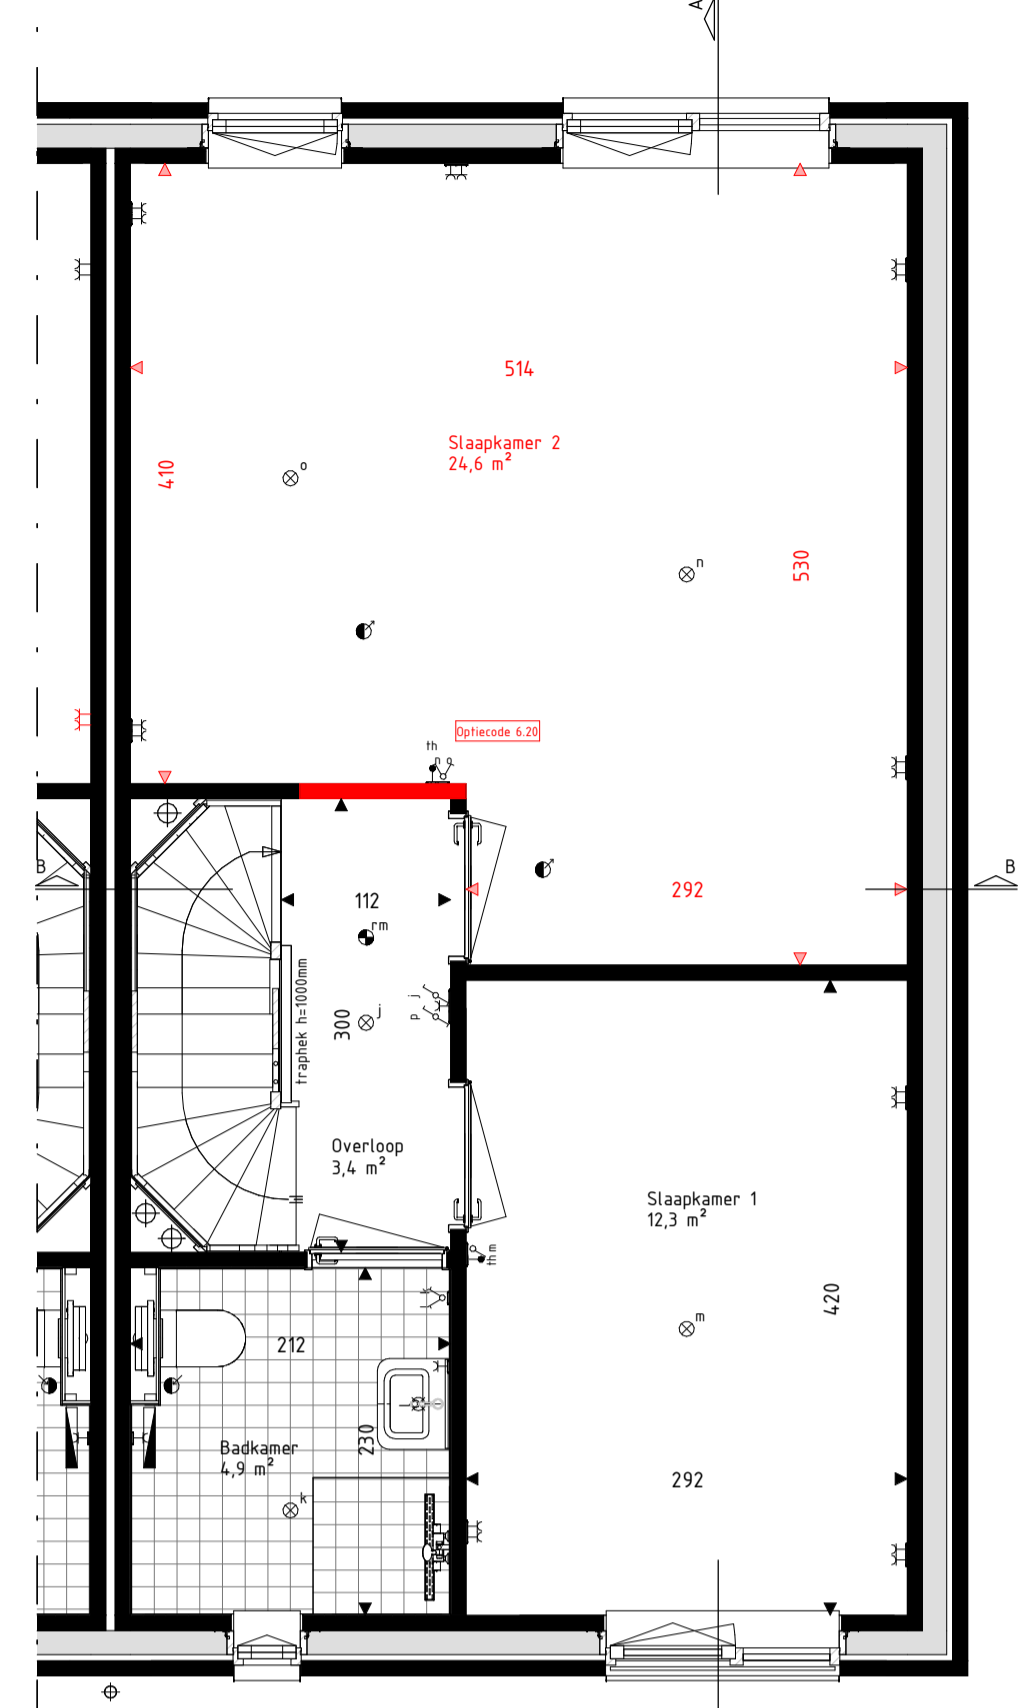 A
514
Slaapkamer 2
24,6 m²
410
o
n
530
Optiecode 6.20
th
n o
B
B
112
292
rm
j
p
j
300
traphek h=1000mm
Overloop
3,4 m²
Slaapkamer 1
12,3 m²
th m
k
420
m
212
230
Badkamer
4,9 m²
292
k